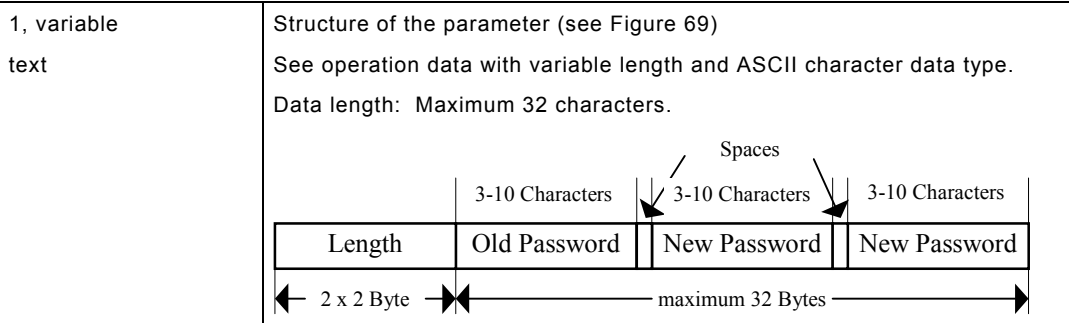 1, variable
Structure of the parameter (see Figure 69)
text
See operation data with variable length and ASCII character data type.
Data length: Maximum 32 characters.
Spaces
3-10 Characters 3-10 Characters 3-10 Characters
Length Old Password New Password New Password
2 x 2 Byte maximum 32 Bytes